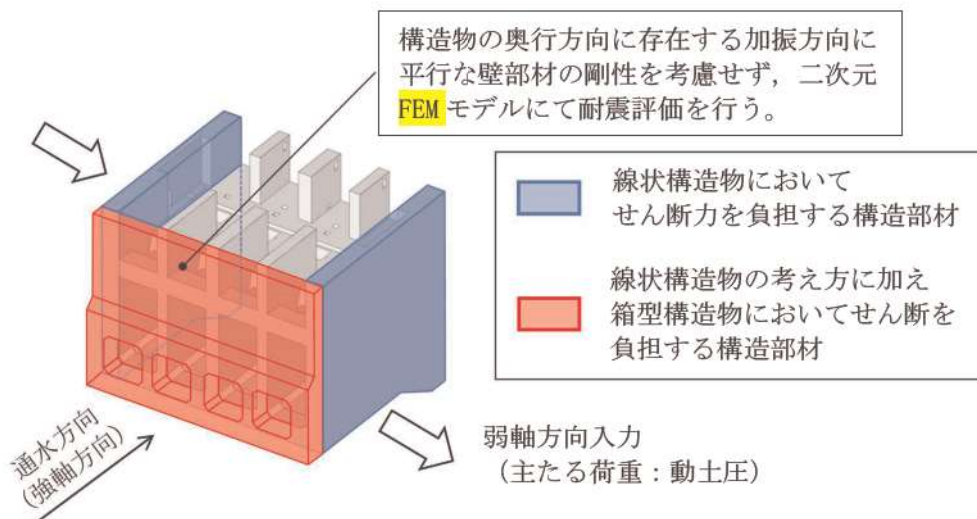 構造物の奥行方向に存在する加振方向に
平行な壁部材の剛性を考慮せず，二次元
FEM モデルにて耐震評価を行う。
線状構造物において
せん断力を負担する構造部材
線状構造物の考え方に加え
箱型構造物においてせん断を
負担する構造部材
通水方向
(強軸方向)
弱軸方向入力
（主たる荷重：動土圧）